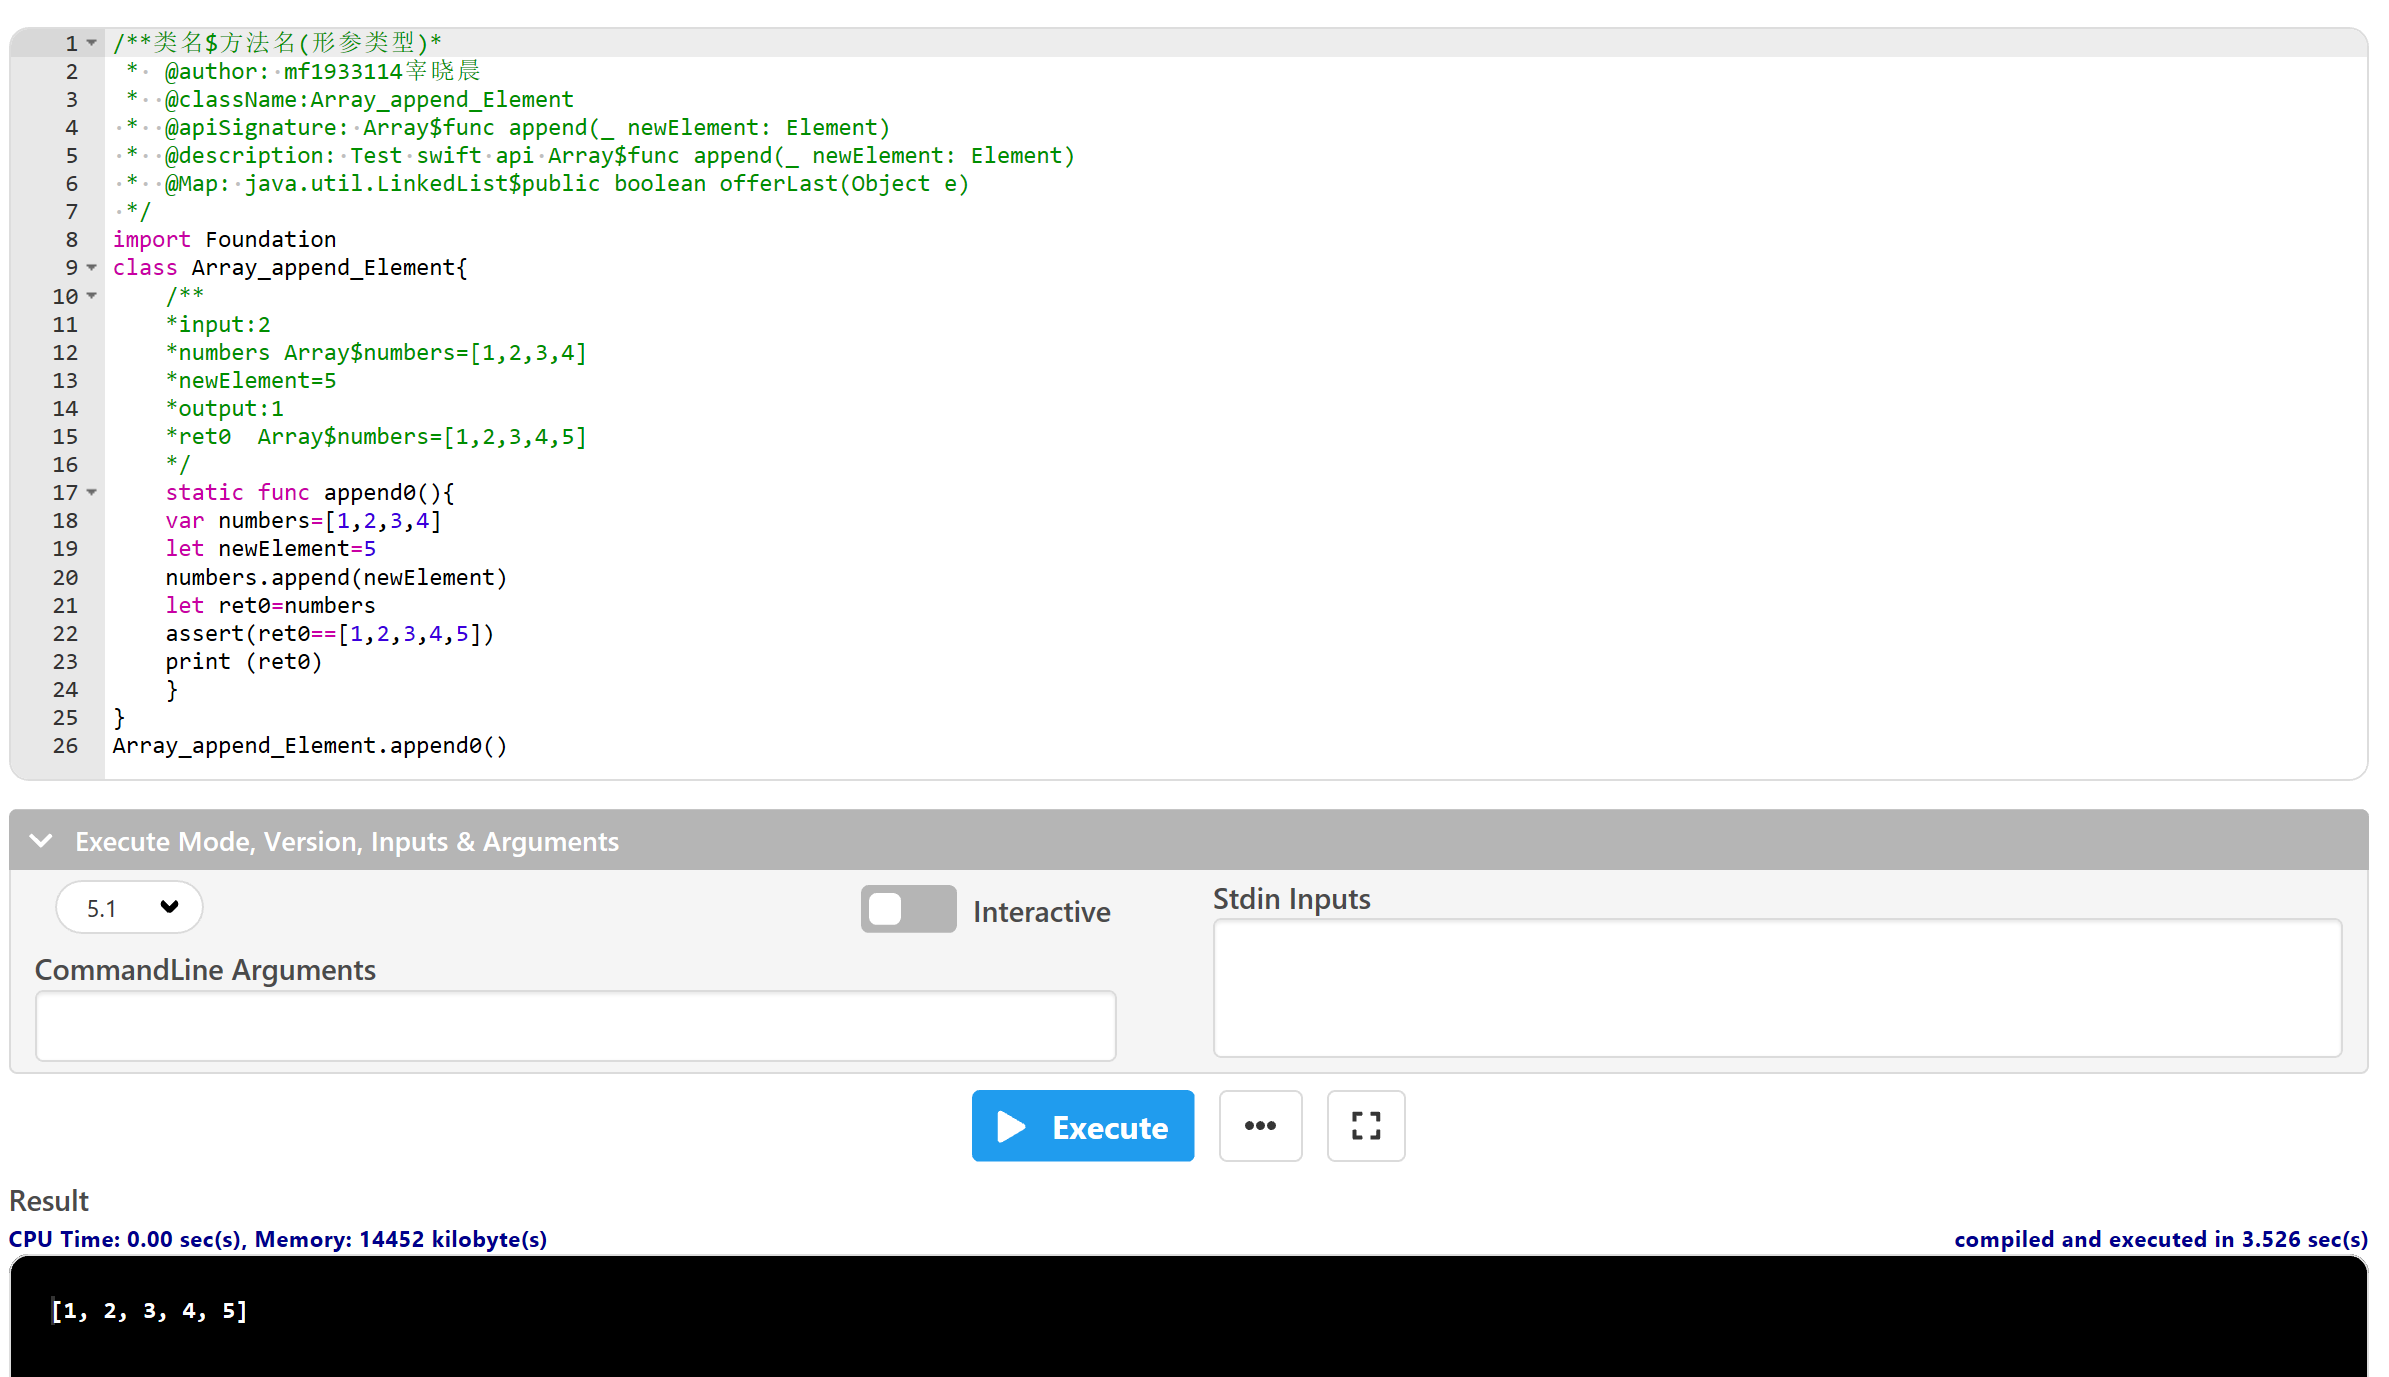 1 /**类名$方法名(形参类型)*
2  *  @author: mf1933114宰晓晨
3  *  @className:Array_append_Element
4  *  @apiSignature: Array$func append(_ newElement: Element)
5  *  @description: Test swift api Array$func append(_ newElement: Element)
6  *  @Map: java.util.LinkedList$public boolean offerLast(Object e)
7  */
8 import Foundation
9 class Array_append_Element{
10     /**
11     *input:2
12     *numbers Array$numbers=[1,2,3,4]
13     *newElement=5
14     *output:1
15     *ret0  Array$numbers=[1,2,3,4,5]
16     */
17     static func append0(){
18     var numbers=[1,2,3,4]
19     let newElement=5
20     numbers.append(newElement)
21     let ret0=numbers
22     assert(ret0==[1,2,3,4,5])
23     print (ret0)
24     }
25 }
26 Array_append_Element.append0()
Execute Mode, Version, Inputs & Arguments
5.1
Interactive
Stdin Inputs
CommandLine Arguments
Execute
Result
CPU Time: 0.00 sec(s), Memory: 14452 kilobyte(s)
compiled and executed in 3.526 sec(s)
[1, 2, 3, 4, 5]